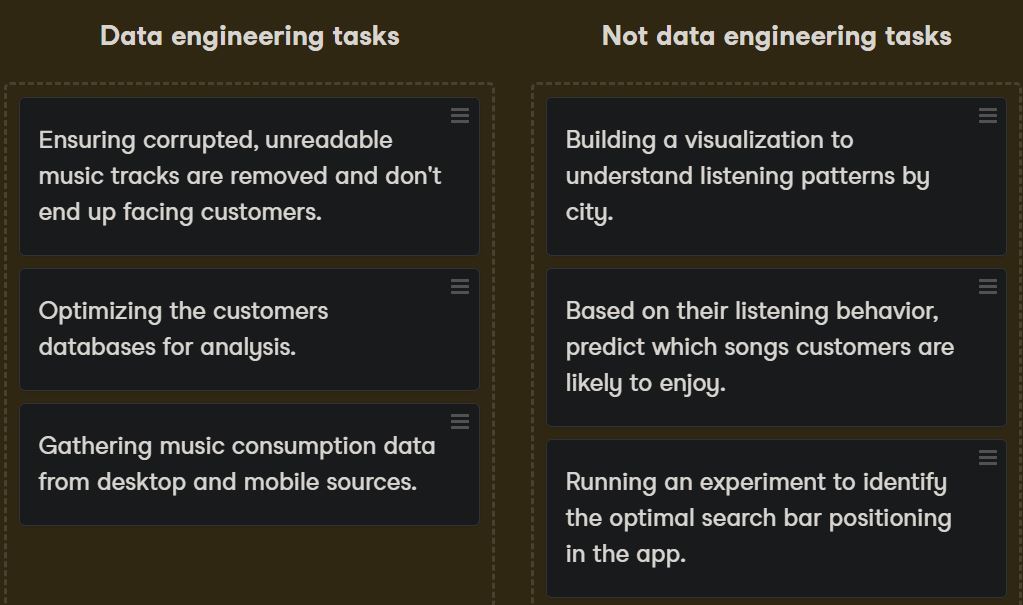 Data engineering tasks
Ensuring corrupted, unreadable
music tracks are removed and don't
end up facing customers.
Optimizing the customers
databases for analysis.
Gathering music consumption data
from desktop and mobile sources.
Not data engineering tasks
Building a visualization to
understand listening patterns by
city.
Based on their listening behavior,
predict which songs customers are
likely to enjoy.
Running an experiment to identify
the optimal search bar positioning
in the app.